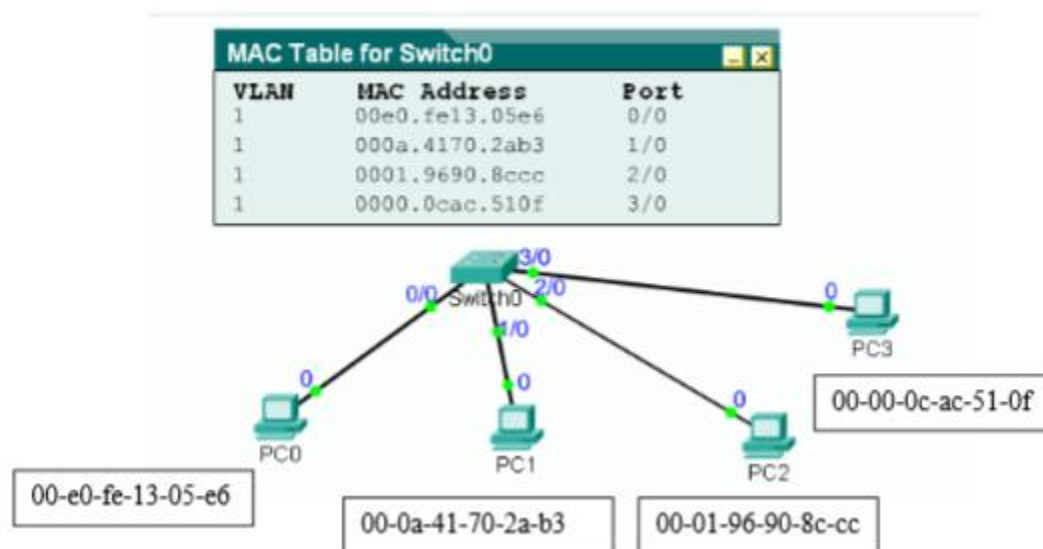 MAC Table for Switch0
VLAN MAC Address Port
1 00e0.fe13.05e6 0/0
1 000a.4170.2ab3 1/0
1 0001.9690.8ccc 2/0
1 0000.0cac.510f 3/0
3/0
0/0 Switch0 2/0
1/0
0
PC3
0
0
0
PC0
PC1
PC2
00-00-0c-ac-51-0f
00-e0-fe-13-05-e6
00-0a-41-70-2a-b3
00-01-96-90-8c-cc